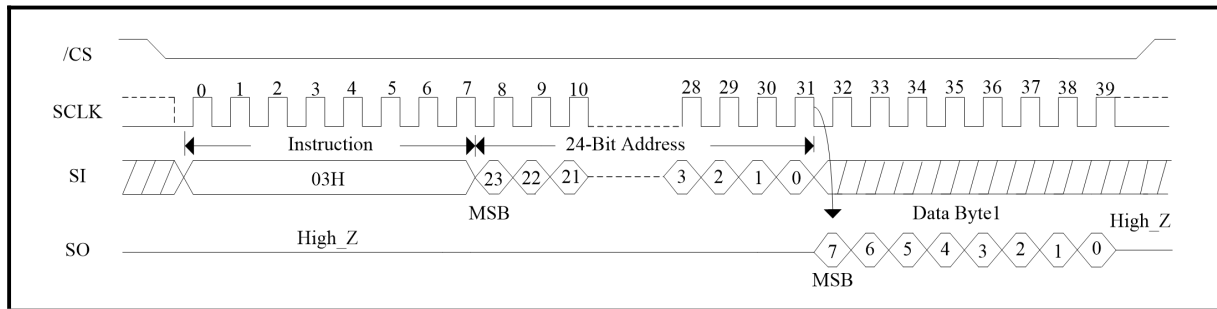 /CS
0 1 2 3 4 5 6 7 8 9 10 28 29 30 31 32 33 34 35 36 37 38 39
SCLK
Instruction 24-Bit Address
SI 03H 23 22 21 3 2 1 0
MSB Data Byte1
High_Z High_Z
SO 7 6 5 4 3 2 1 0
MSB